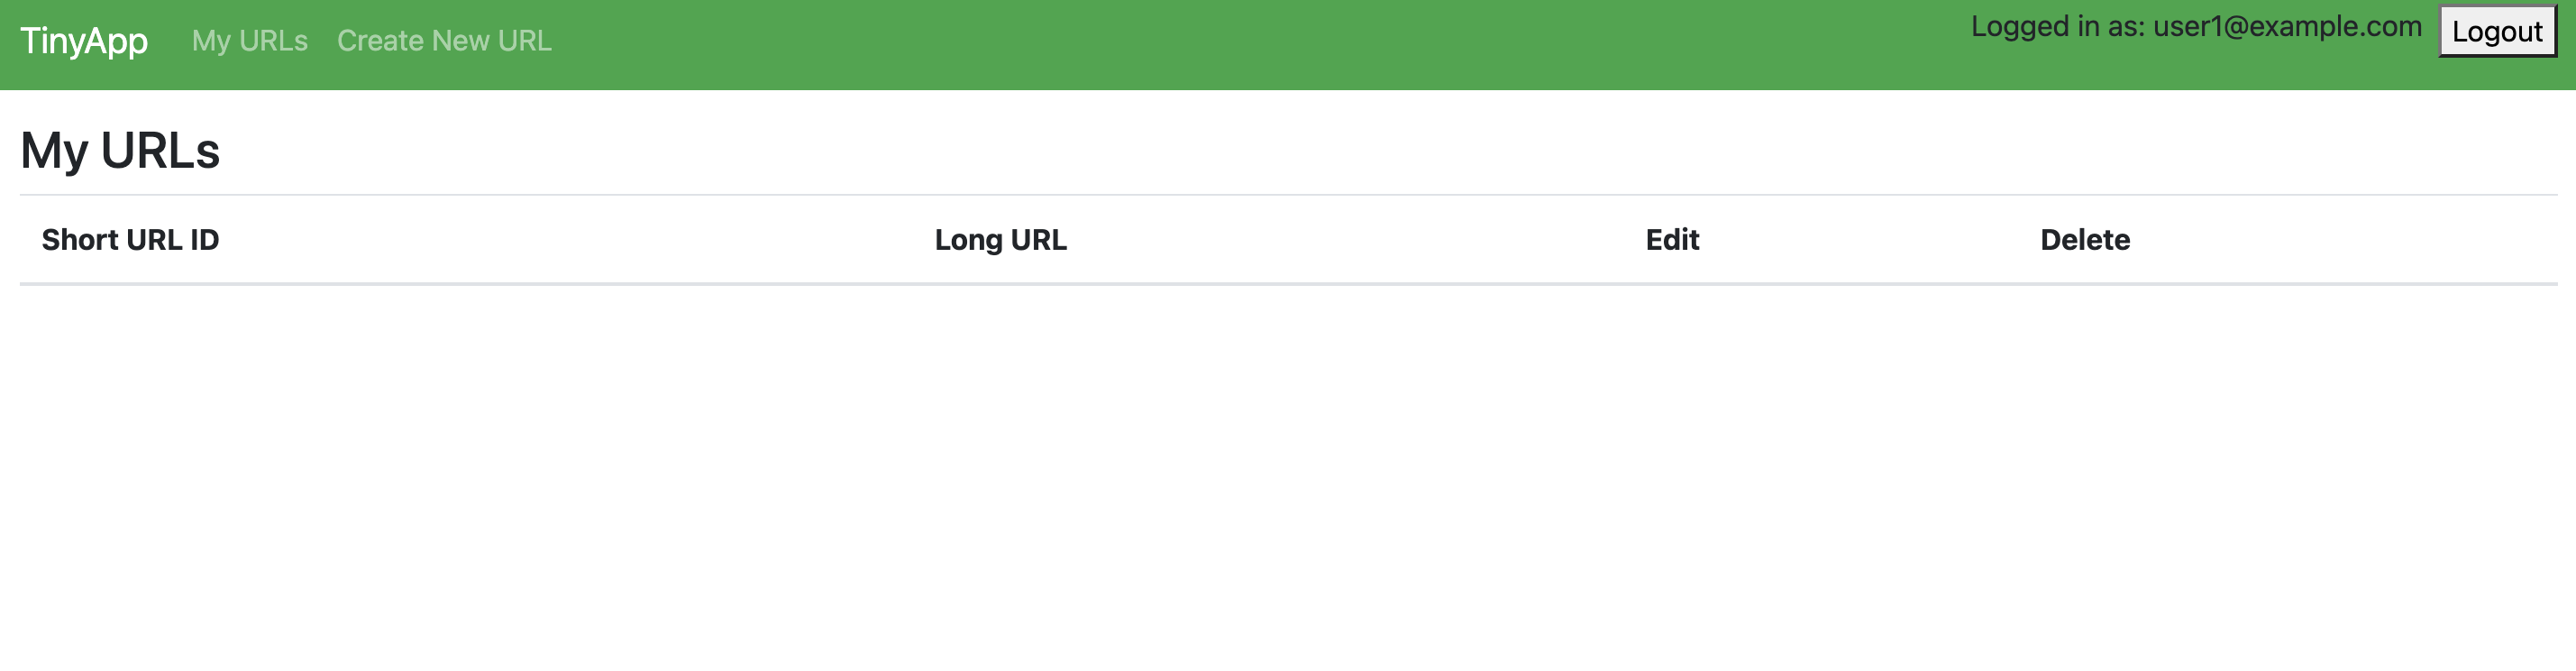 TinyApp My URLs Create New URL Logged in as: user1@example.com Logout
My URLs
Short URL ID Long URL Edit Delete